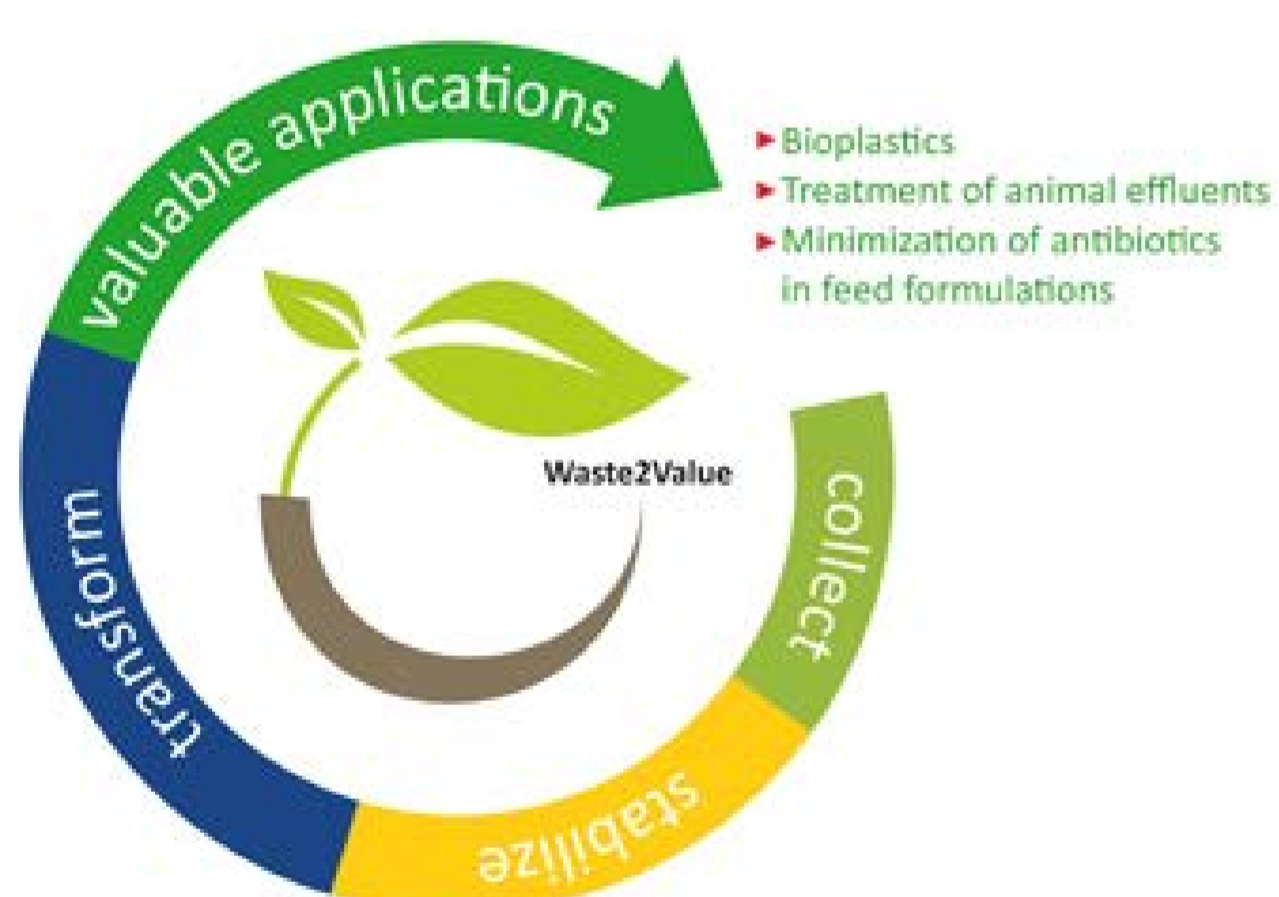 valuable applications
► Bioplastics
► Treatment of animal effluents
► Minimization of antibiotics
in feed formulations
Waste2Value
collect
stabilize
transform